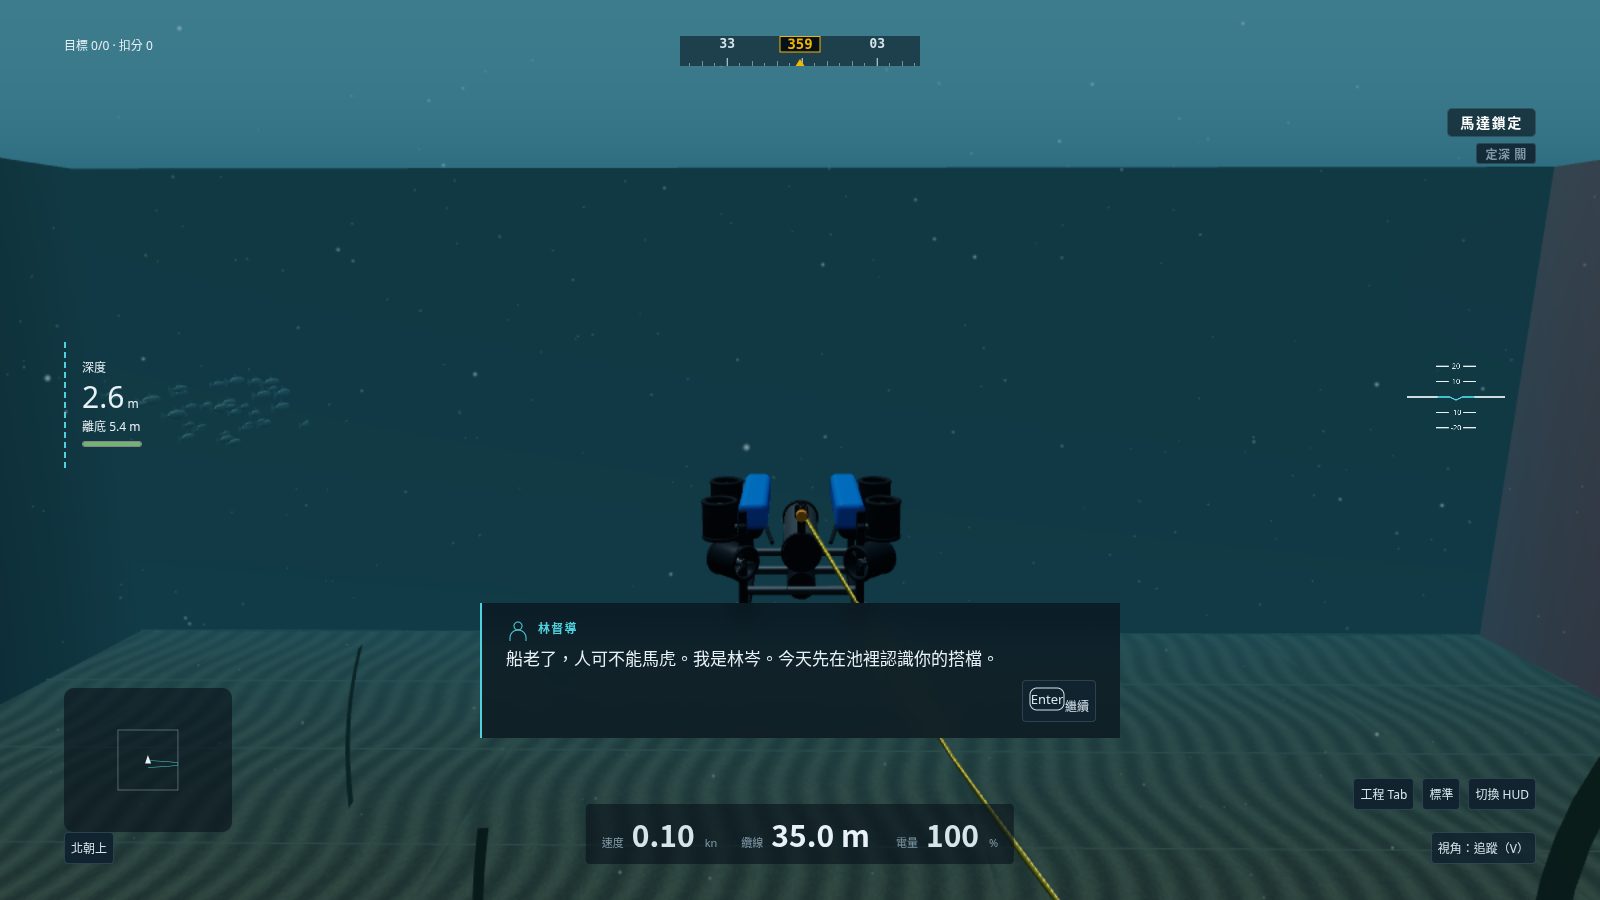 目標 0/0 · 扣分 0
33 359 03
馬達鎖定
定深 關
深度
2.6 m
離底 5.4 m
20
10
10
-20
林督導
船老了，人可不能馬虎。我是林岑。今天先在池裡認識你的搭檔。
Enter 繼續
工程 Tab 標準 切換 HUD
速度 0.10 kn 纜線 35.0 m 電量 100 %
北朝上
視角：追蹤（V）